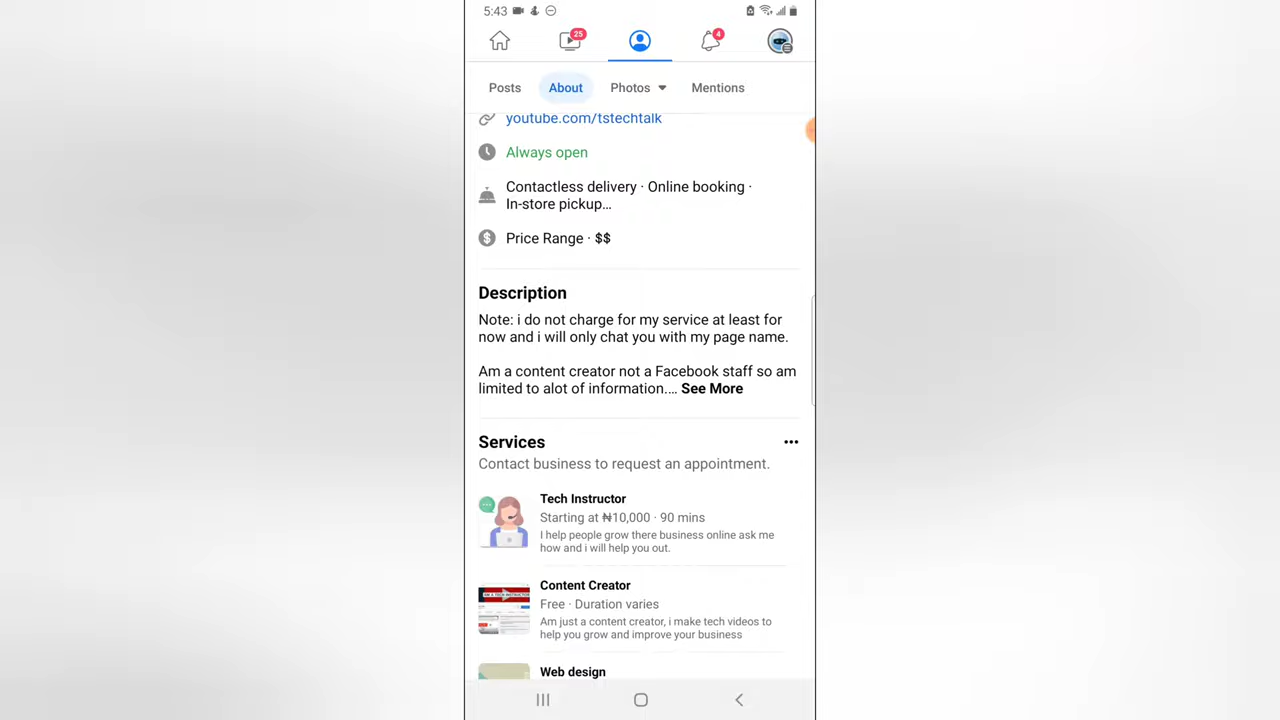 5:43
25
4
Posts About Photos Mentions
youtube.com/tstechtalk
Always open
Contactless delivery · Online booking ·
In-store pickup...
Price Range · $$
Description
Note: i do not charge for my service at least for
now and i will only chat you with my page name.
Am a content creator not a Facebook staff so am
limited to alot of information.... See More
Services
Contact business to request an appointment.
Tech Instructor
Starting at ₦10,000 · 90 mins
I help people grow there business online ask me
how and i will help you out.
Content Creator
Free · Duration varies
Am just a content creator, i make tech videos to
help you grow and improve your business
Web design